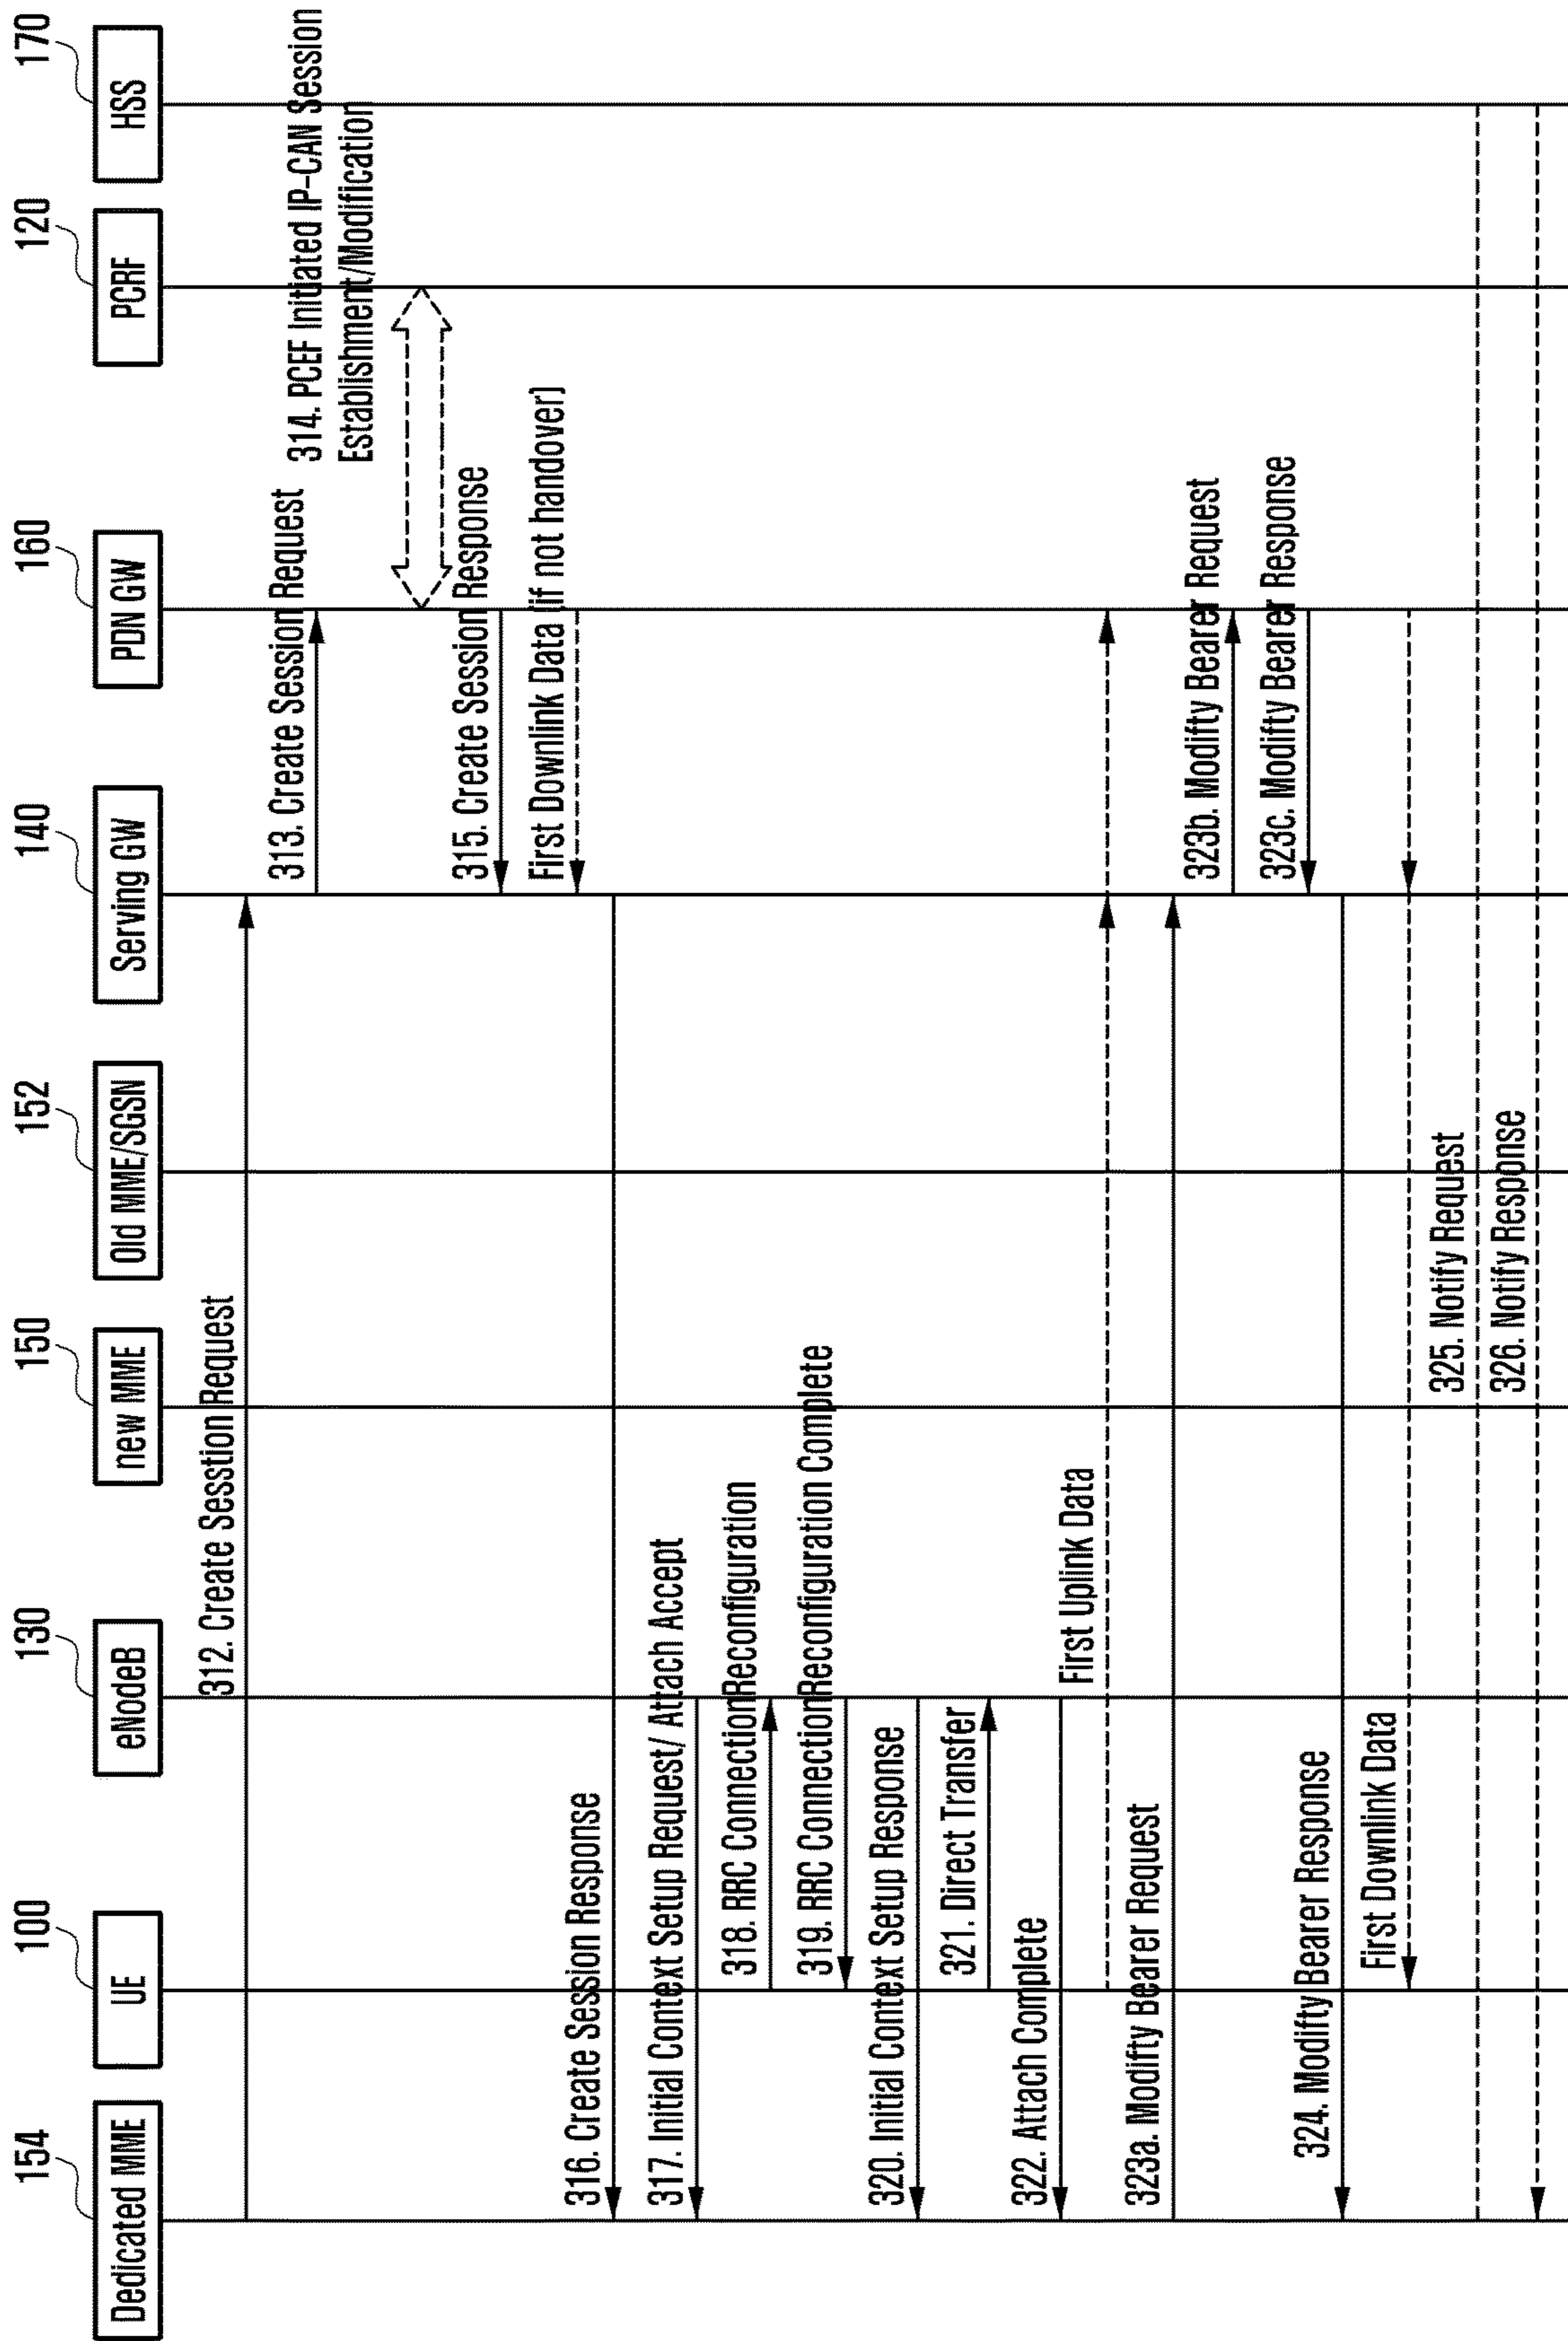 154
100
130
150
152
140
160
120
170
Dedicated MME
UE
eNodeB
new MME
Old MME/SGSN
Serving GW
PDN GW
PCRF
HSS
312. Create Sesstion Request
313. Create Session Request
314. PCEF Initiated IP-CAN Session
Establishment/Modification
315. Create Session Response
First Downlink Data (if not handover)
316. Create Session Response
317. Initial Context Setup Request/ Attach Accept
318. RRC ConnectionReconfiguration
319. RRC ConnectionReconfiguration Complete
320. Initial Context Setup Response
321. Direct Transfer
322. Attach Complete
First Uplink Data
323a. Modifty Bearer Request
323b. Modifty Bearer Request
323c. Modifty Bearer Response
324. Modifty Bearer Response
First Downlink Data
325. Notify Request
326. Notify Response